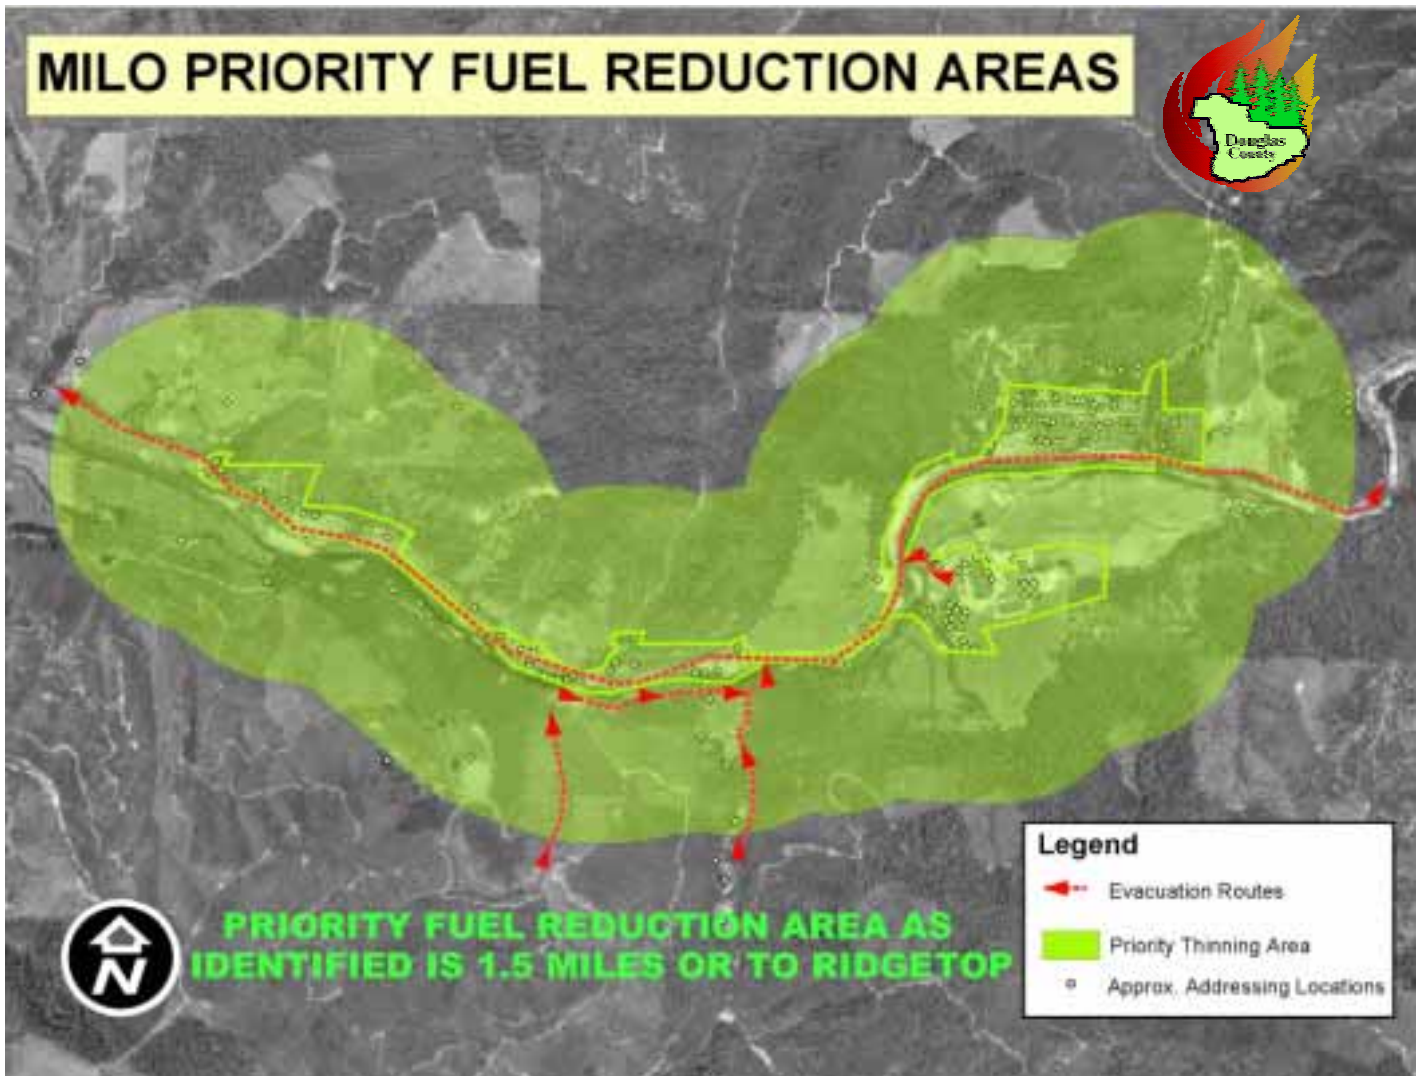 MILO PRIORITY FUEL REDUCTION AREAS
Douglas
County
Legend
Evacuation Routes
Priority Thinning Area
Approx. Addressing Locations
N
PRIORITY FUEL REDUCTION AREA AS
IDENTIFIED IS 1.5 MILES OR TO RIDGETOP